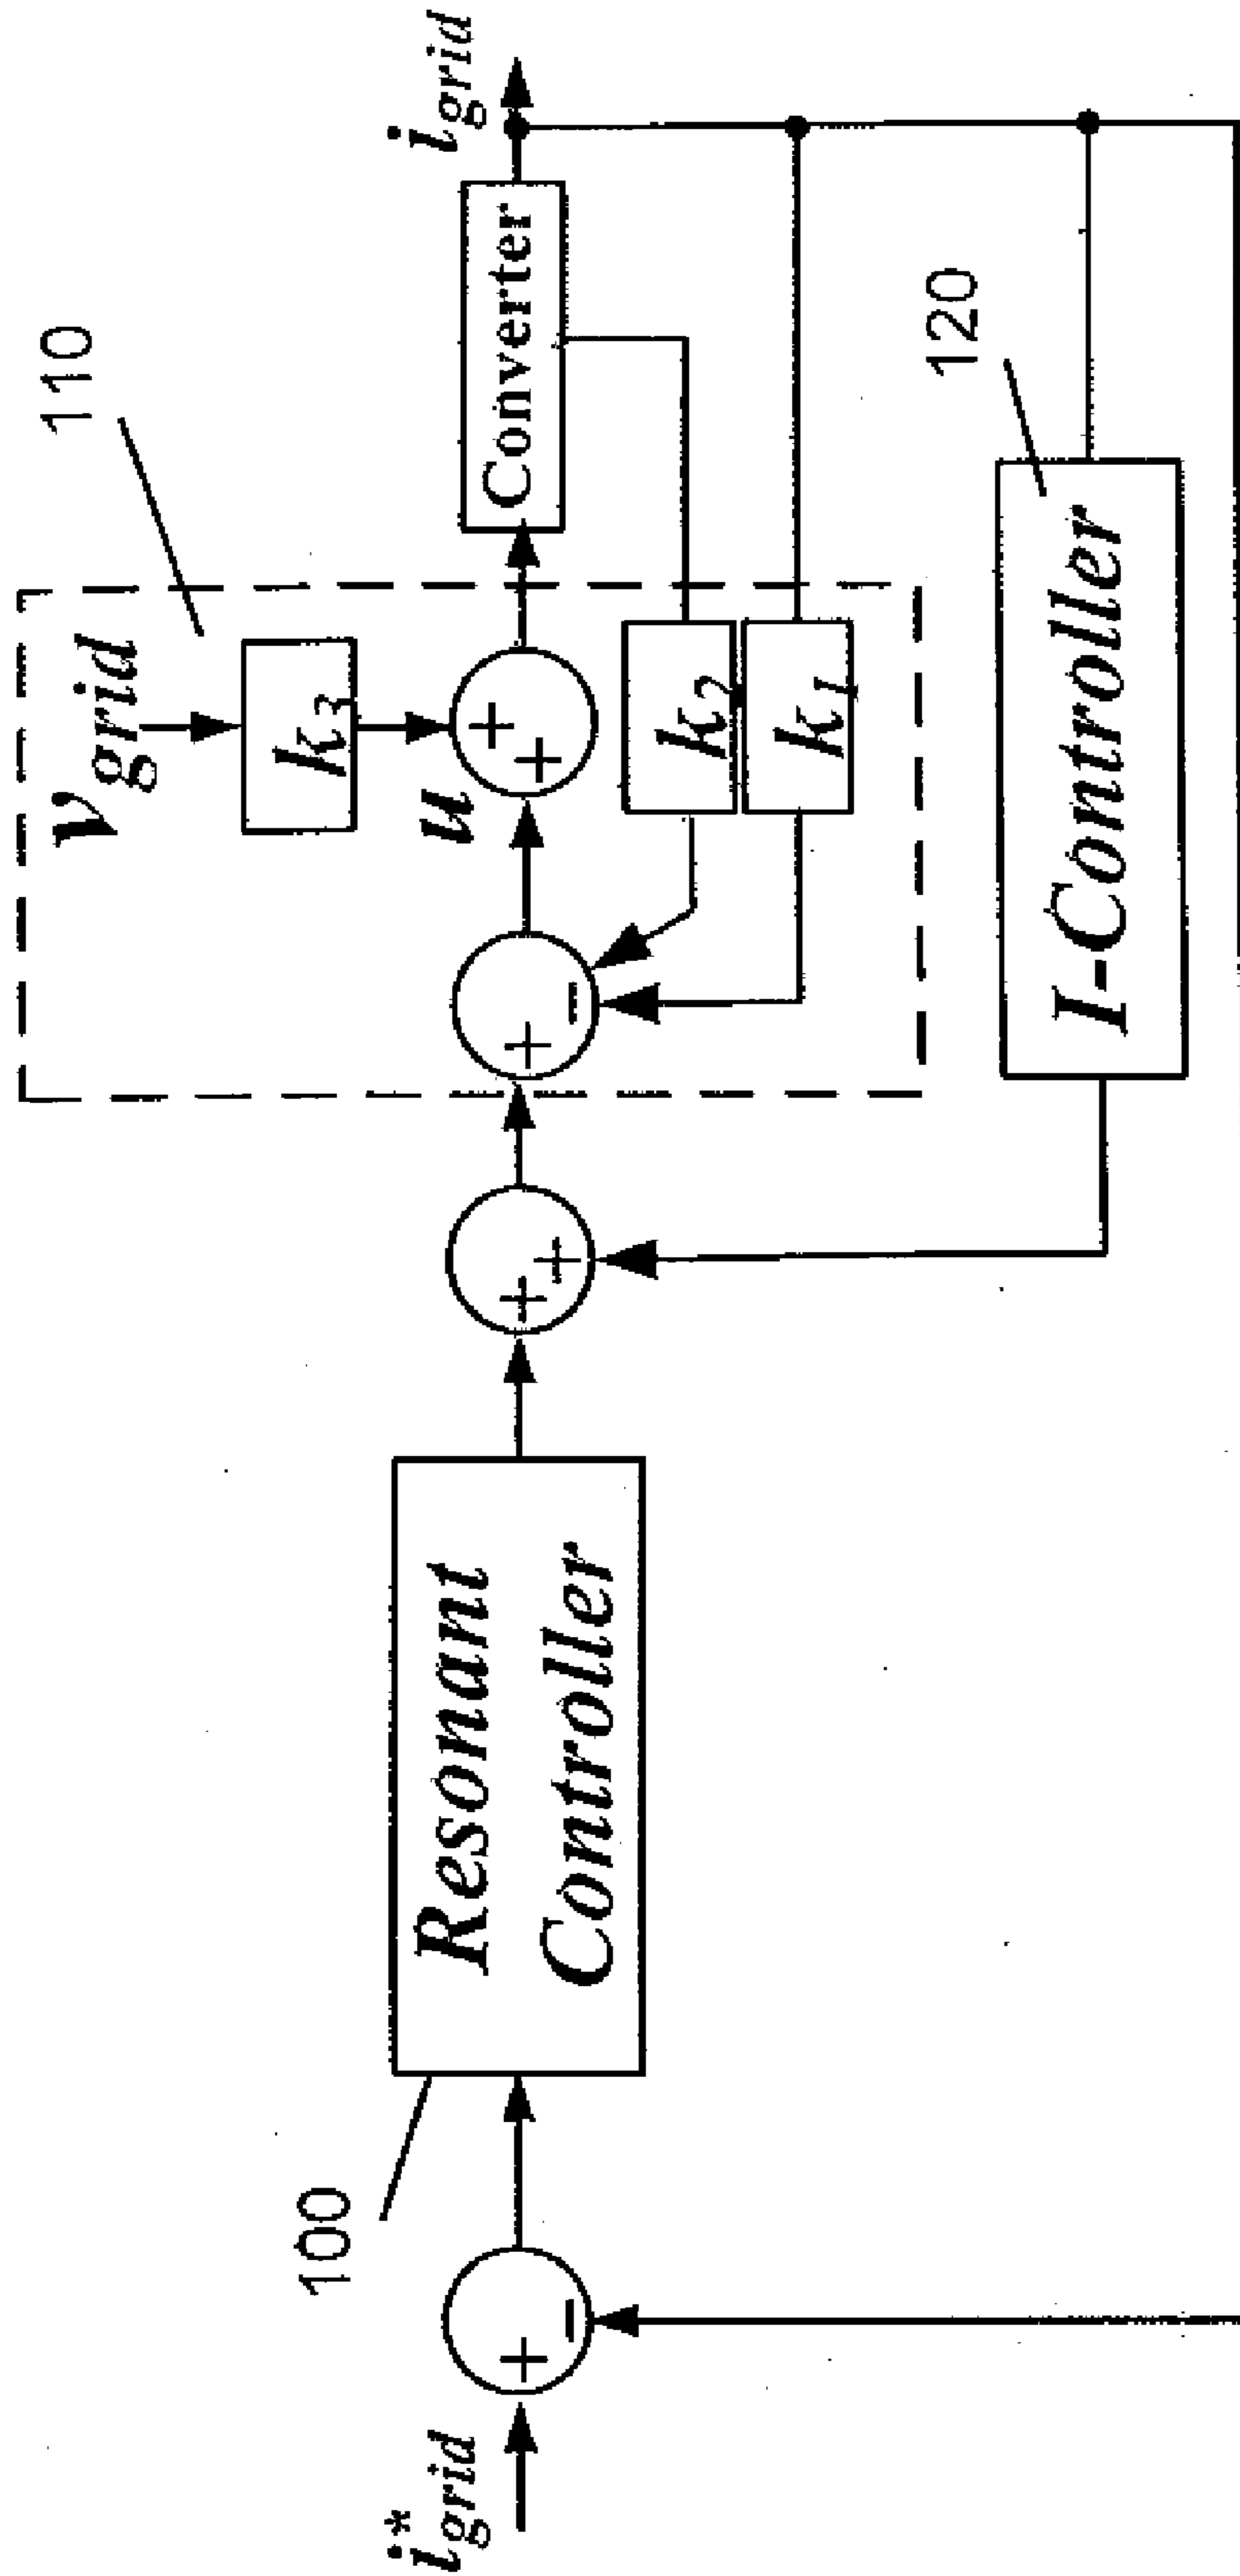 110
v_grid
k_3
u
i_grid
Converter
k_2
k_1
+
+
+
-
+
+
100
Resonant
Controller
120
I-Controller
i*_grid
+
-